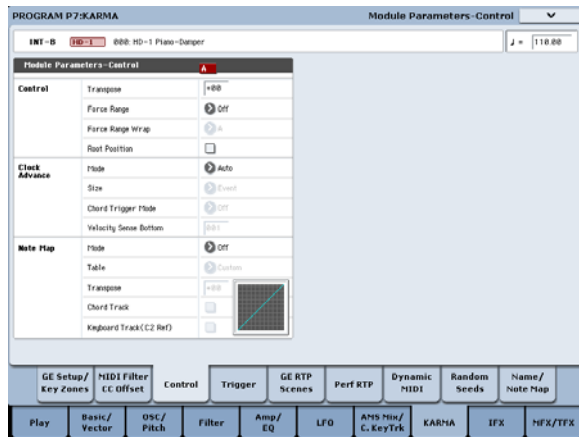 PROGRAM P7:KARMA Module Parameters-Control
INT-B HD-1 000: HD-1 Piano-Damper ♩= 110.00
Module Parameters-Control A
Control Transpose +00
Force Range Off
Force Range Wrap A
Root Position
Clock Advance Mode Auto
Size Event
Chord Trigger Mode Off
Velocity Sense Bottom 001
Note Map Mode Off
Table Custom
Transpose +00
Chord Track
Keyboard Track(C2 Ref)
GE Setup/ Key Zones MIDI Filter CC Offset Control Trigger GE RTP Scenes Perf RTP Dynamic MIDI Random Seeds Name/ Note Map
Play Basic/ Vector OSC/ Pitch Filter Amp/ EQ LFO AMS Mix/ C.KeyTrk KARMA IFX MFX/TFX